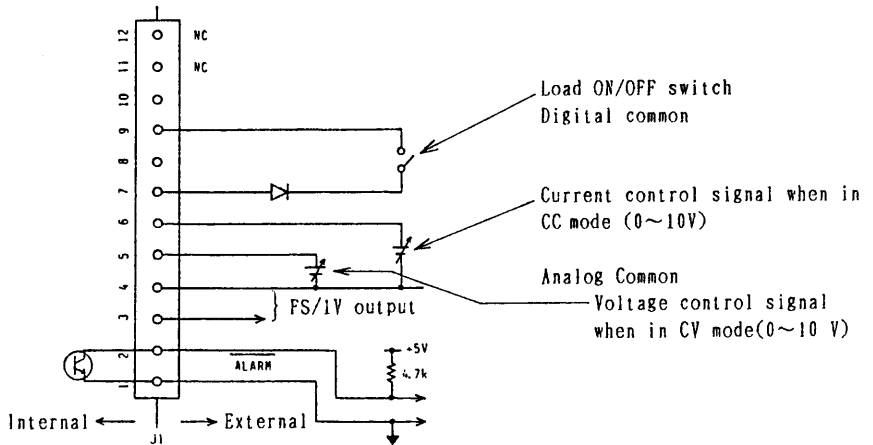 12 NC
11 NC
10
9
8
7
6
5
4
3
2
1
Load ON/OFF switch
Digital common
Current control signal when in
CC mode (0～10V)
Analog Common
Voltage control signal
when in CV mode(0～10 V)
FS/1V output
ALARM
+5V
4.7k
Internal
External
J1